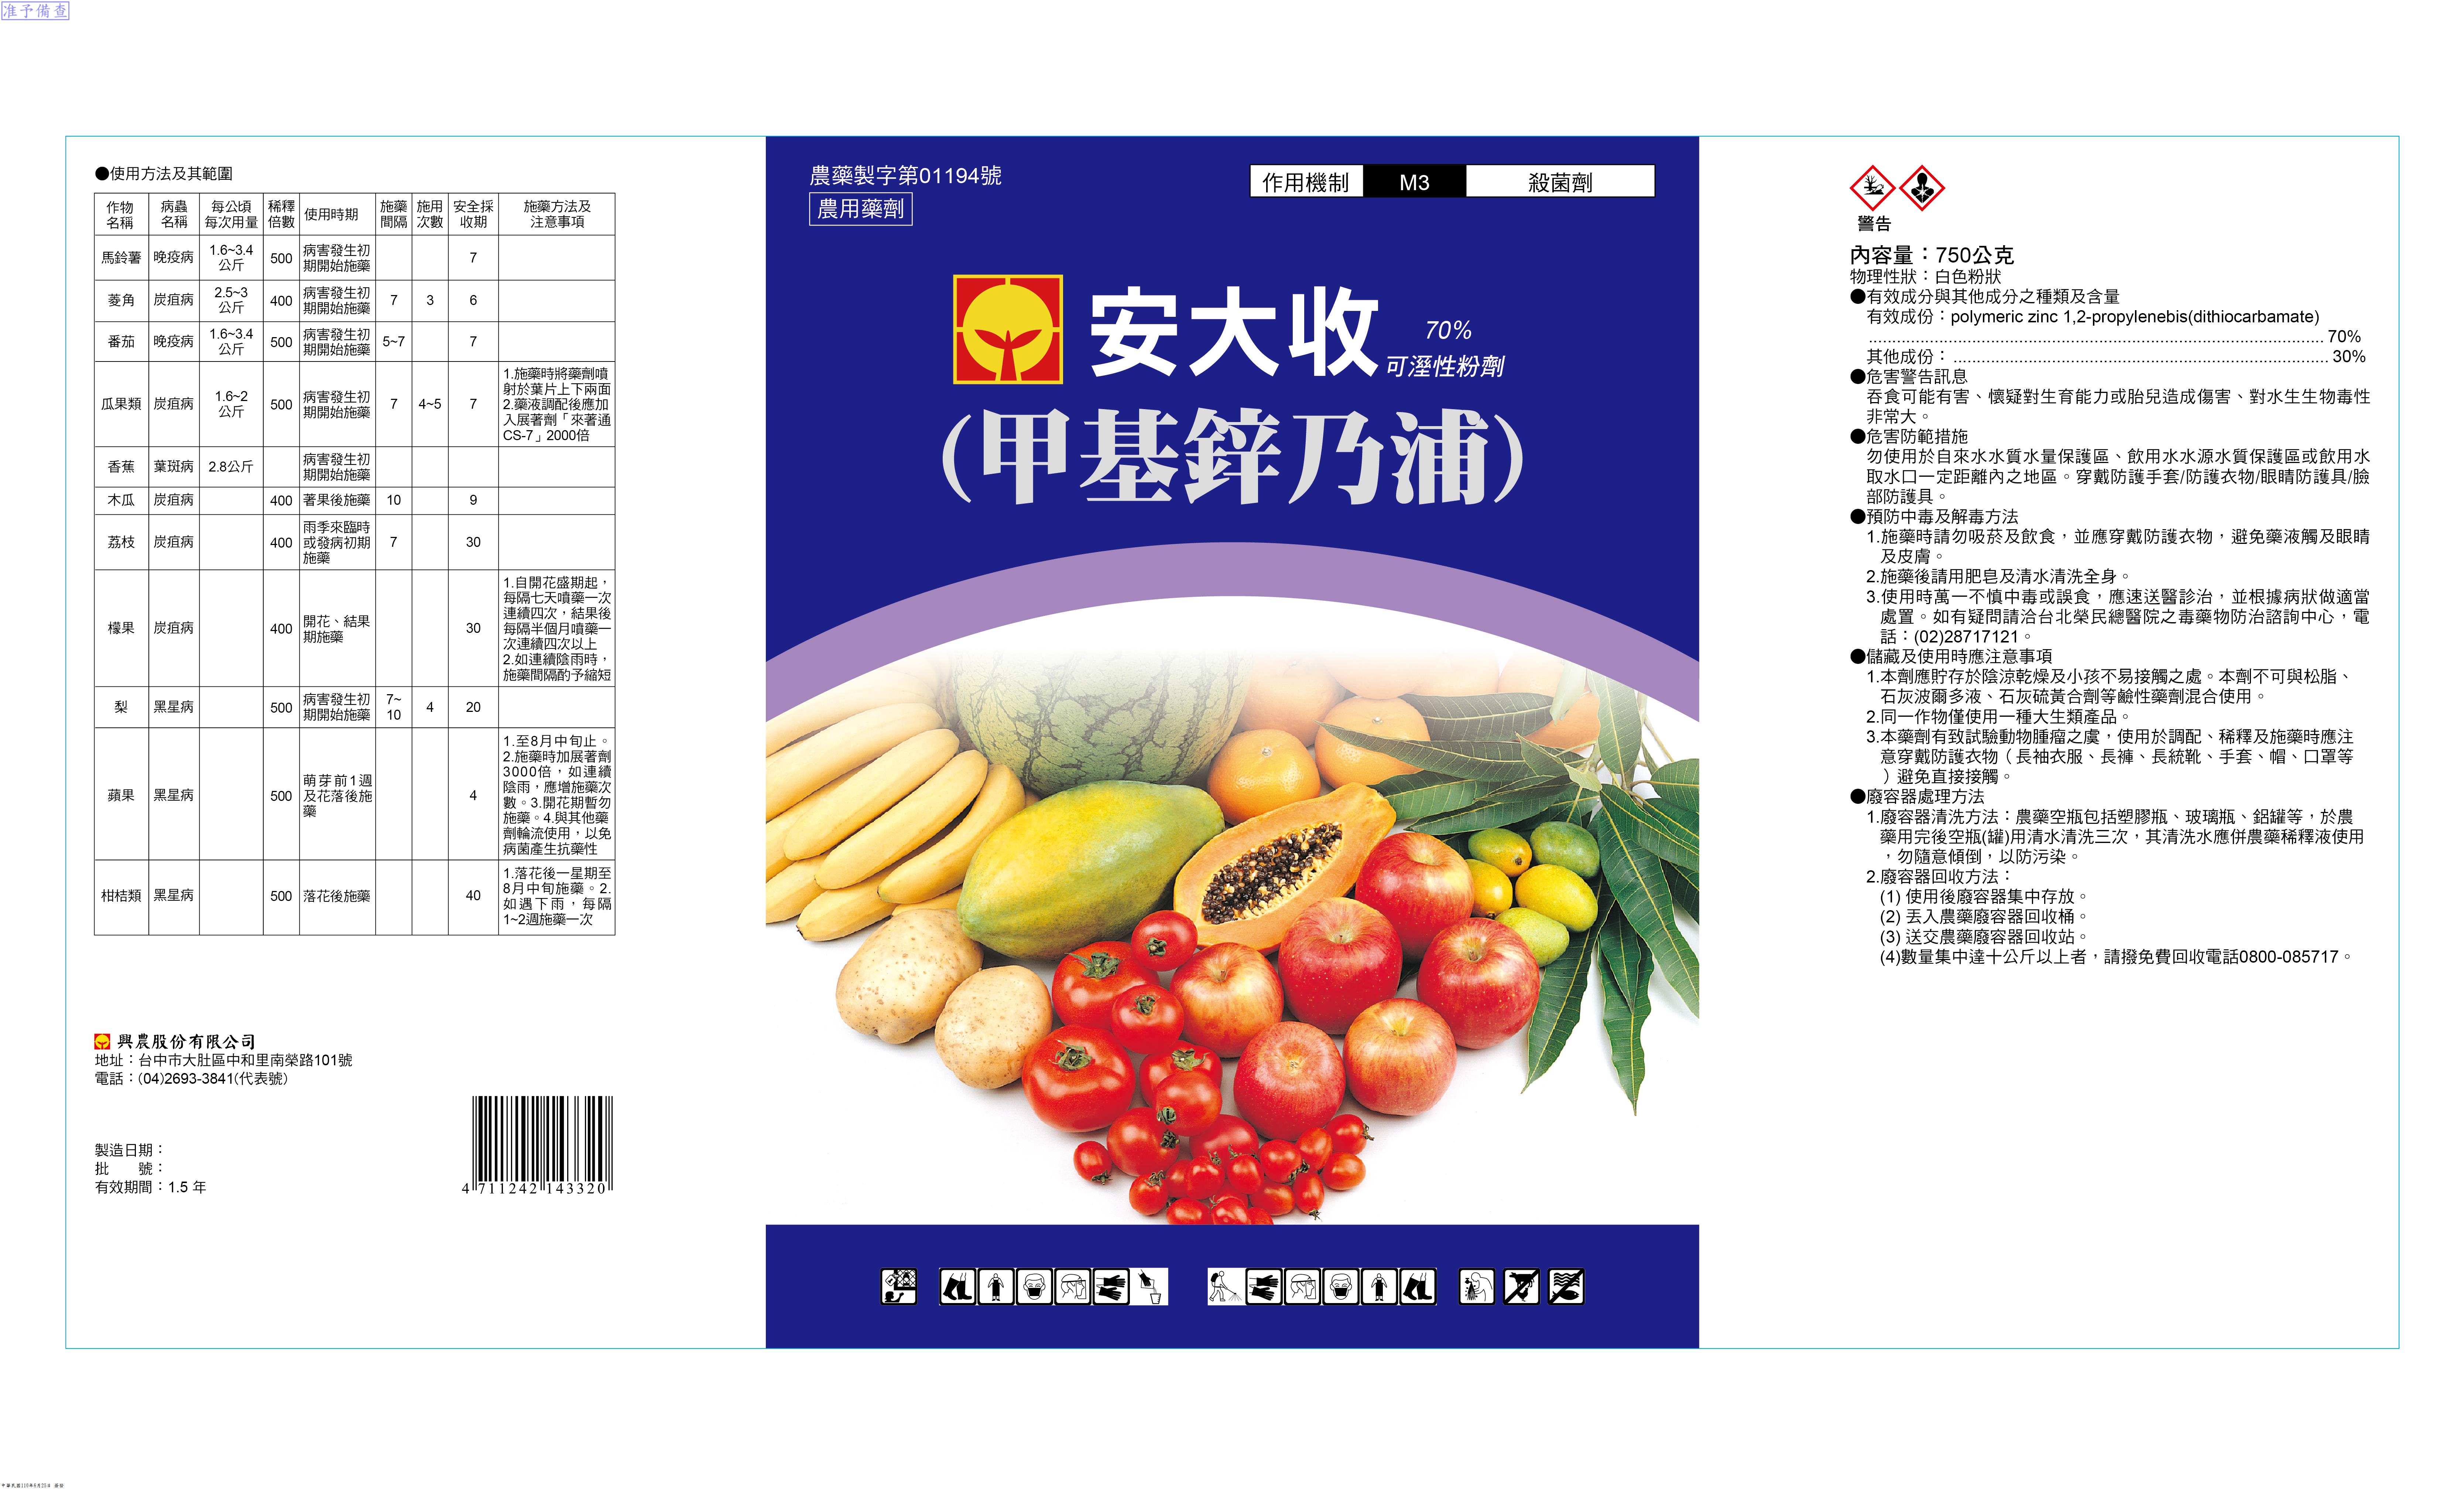 准予備查
●使用方法及其範圍
作物名稱 病蟲名稱 每公頃每次用量 稀釋倍數 使用時期 施藥間隔 施用次數 安全採收期 施藥方法及注意事項
馬鈴薯 晚疫病 1.6~3.4公斤 500 病害發生初期開始施藥 7
菱角 炭疽病 2.5~3公斤 400 病害發生初期開始施藥 7 3 6
番茄 晚疫病 1.6~3.4公斤 500 病害發生初期開始施藥 5~7 7
瓜果類 炭疽病 1.6~2公斤 500 病害發生初期開始施藥 7 4~5 7 1.施藥時將藥劑噴射於葉片上下兩面2.藥液調配後應加入展著劑「來著通CS-7」2000倍
香蕉 葉斑病 2.8公斤 病害發生初期開始施藥
木瓜 炭疽病 400 著果後施藥 10 9
荔枝 炭疽病 400 雨季來臨時或發病初期施藥 7 30
檬果 炭疽病 400 開花、結果期施藥 30 1.自開花盛期起，每隔七天噴藥一次連續四次，結果後每隔半個月噴藥一次連續四次以上2.如連續陰雨時，施藥間隔酌予縮短
梨 黑星病 500 病害發生初期開始施藥 7~10 4 20
蘋果 黑星病 500 萌芽前1週及花落後施藥 4 1.至8月中旬止。2.施藥時加展著劑3000倍，如連續陰雨，應增施藥次數。3.開花期暫勿施藥。4.與其他藥劑輪流使用，以免病菌產生抗藥性
柑桔類 黑星病 500 落花後施藥 40 1.落花後一星期至8月中旬施藥。2.如遇下雨，每隔1~2週施藥一次
興農股份有限公司
地址：台中市大肚區中和里南榮路101號
電話：(04)2693-3841(代表號)
製造日期：
批　　號：
有效期間：1.5 年
4 711242 143320
農藥製字第01194號
農用藥劑
作用機制 M3 殺菌劑
安大收
70%
可溼性粉劑
(甲基鋅乃浦)
警告
內容量：750公克
物理性狀：白色粉狀
●有效成分與其他成分之種類及含量
有效成份：polymeric zinc 1,2-propylenebis(dithiocarbamate)
........................................ 70%
其他成份：........................................ 30%
●危害警告訊息
吞食可能有害、懷疑對生育能力或胎兒造成傷害、對水生生物毒性
非常大。
●危害防範措施
勿使用於自來水水質水量保護區、飲用水水源水質保護區或飲用水
取水口一定距離內之地區。穿戴防護手套/防護衣物/眼睛防護具/臉
部防護具。
●預防中毒及解毒方法
1.施藥時請勿吸菸及飲食，並應穿戴防護衣物，避免藥液觸及眼睛
及皮膚。
2.施藥後請用肥皂及清水清洗全身。
3.使用時萬一不慎中毒或誤食，應速送醫診治，並根據病狀做適當
處置。如有疑問請洽台北榮民總醫院之毒藥物防治諮詢中心，電
話：(02)28717121。
●儲藏及使用時應注意事項
1.本劑應貯存於陰涼乾燥及小孩不易接觸之處。本劑不可與松脂、
石灰波爾多液、石灰硫黃合劑等鹼性藥劑混合使用。
2.同一作物僅使用一種大生類產品。
3.本藥劑有致試驗動物腫瘤之虞，使用於調配、稀釋及施藥時應注
意穿戴防護衣物（長袖衣服、長褲、長統靴、手套、帽、口罩等
）避免直接接觸。
●廢容器處理方法
1.廢容器清洗方法：農藥空瓶包括塑膠瓶、玻璃瓶、鋁罐等，於農
藥用完後空瓶(罐)用清水清洗三次，其清洗水應併農藥稀釋液使用
，勿隨意傾倒，以防污染。
2.廢容器回收方法：
(1) 使用後廢容器集中存放。
(2) 丟入農藥廢容器回收桶。
(3) 送交農藥廢容器回收站。
(4)數量集中達十公斤以上者，請撥免費回收電話0800-085717。